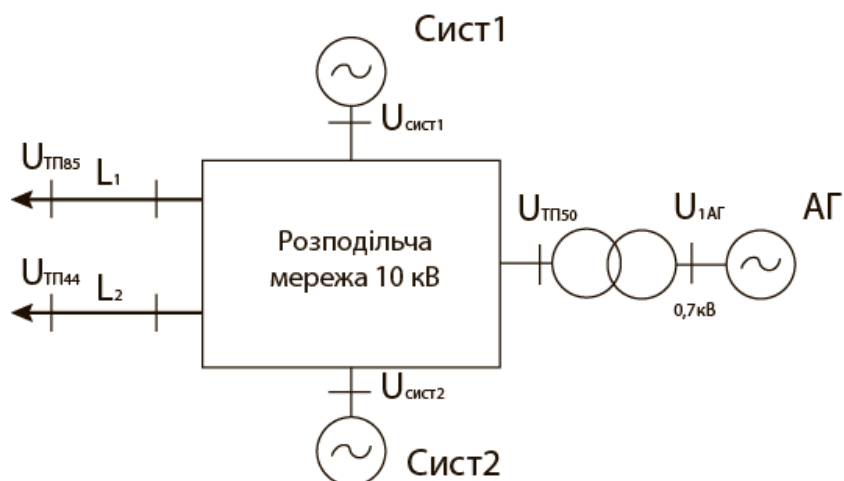 Сист1
Uсист1
UТП85
L1
UТП50
U1АГ
АГ
Розподільча
мережа 10 кВ
UТП44
L2
0,7кВ
Uсист2
Сист2